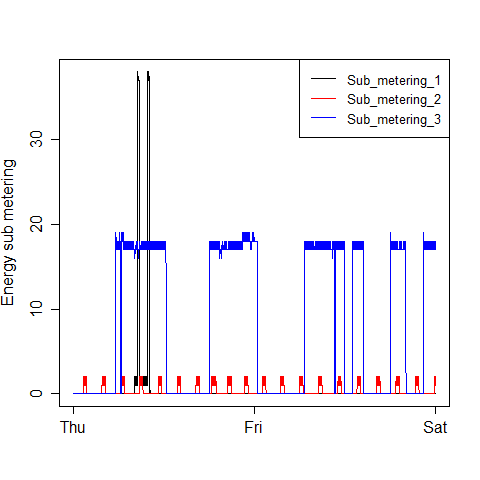 Sub_metering_1
Sub_metering_2
Sub_metering_3
Energy sub metering
30
20
10
0
Thu Fri Sat